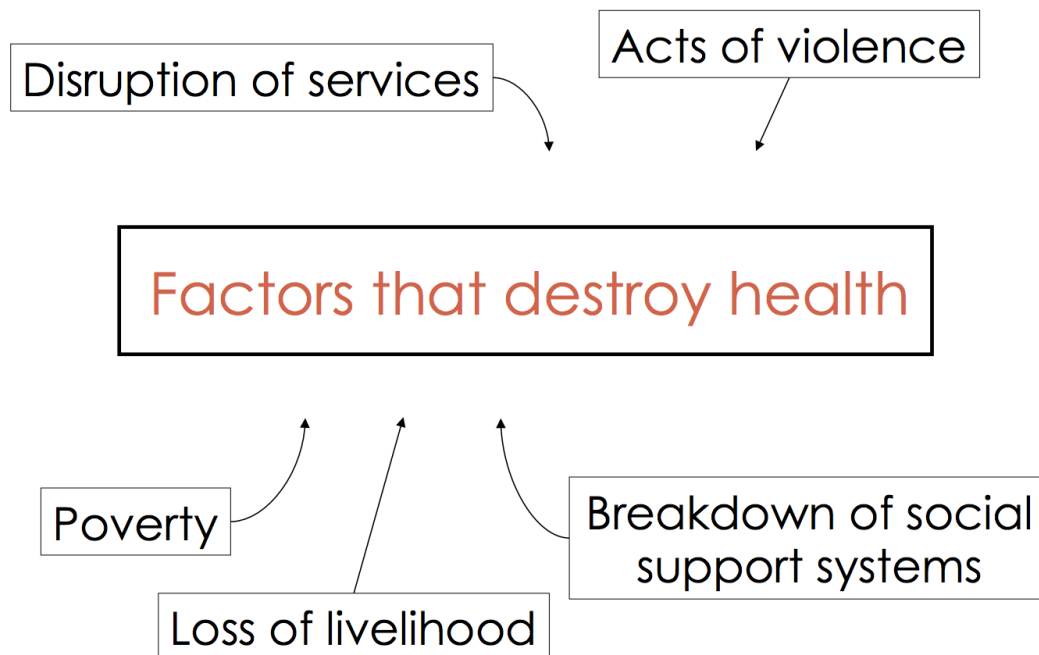 Disruption of services
Acts of violence
Factors that destroy health
Poverty
Loss of livelihood
Breakdown of social
support systems